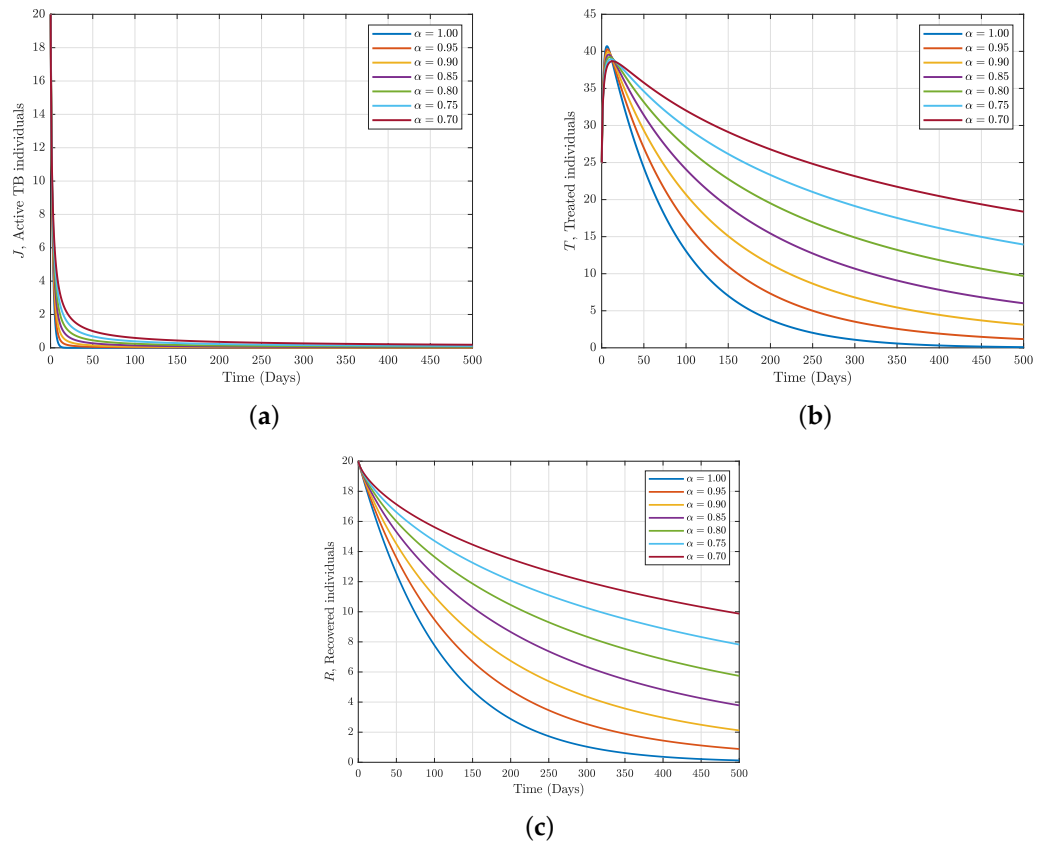 20
18
16
14
12
10
8
6
4
2
0
J, Active TB individuals
0 50 100 150 200 250 300 350 400 450 500
Time (Days)
α = 1.00
α = 0.95
α = 0.90
α = 0.85
α = 0.80
α = 0.75
α = 0.70
(a)
45
40
35
30
25
20
15
10
5
0
T, Treated individuals
0 50 100 150 200 250 300 350 400 450 500
Time (Days)
α = 1.00
α = 0.95
α = 0.90
α = 0.85
α = 0.80
α = 0.75
α = 0.70
(b)
20
18
16
14
12
10
8
6
4
2
0
R, Recovered individuals
0 50 100 150 200 250 300 350 400 450 500
Time (Days)
α = 1.00
α = 0.95
α = 0.90
α = 0.85
α = 0.80
α = 0.75
α = 0.70
(c)